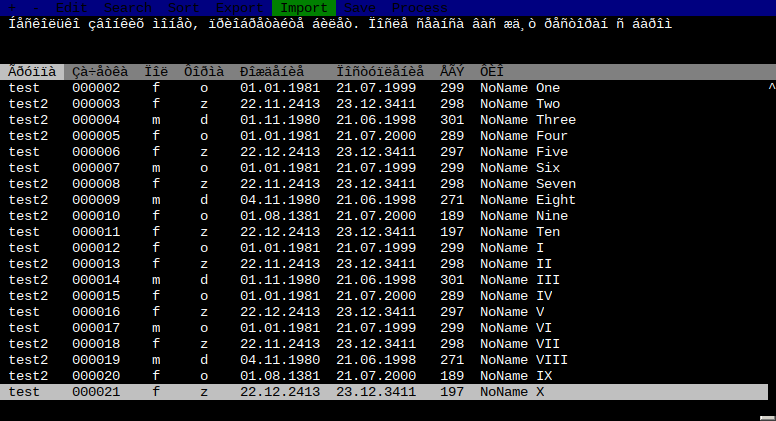 + - Edit Search Sort Export Import Save Process
Íåñêîëüêî çâîíêèõ ìîíåò, ïðèîáðåòàéòå áèëåò. Ïîñëå ñåàíñà âàñ æä¸ò ðåñòîðàí ñ áàðîì
Ãðóïïà Çà÷åòêà Ïîë Ôîðìà Ðîæäåíèå Ïîñòóïëåíèå ÅÃÝ ÔÈÎ
test 000002 f o 01.01.1981 21.07.1999 299 NoName One ^
test2 000003 f z 22.11.2413 23.12.3411 298 NoName Two
test2 000004 m d 01.11.1980 21.06.1998 301 NoName Three
test2 000005 f o 01.01.1981 21.07.2000 289 NoName Four
test 000006 f z 22.12.2413 23.12.3411 297 NoName Five
test 000007 m o 01.01.1981 21.07.1999 299 NoName Six
test2 000008 f z 22.11.2413 23.12.3411 298 NoName Seven
test2 000009 m d 04.11.1980 21.06.1998 271 NoName Eight
test2 000010 f o 01.08.1381 21.07.2000 189 NoName Nine
test 000011 f z 22.12.2413 23.12.3411 197 NoName Ten
test 000012 f o 01.01.1981 21.07.1999 299 NoName I
test2 000013 f z 22.11.2413 23.12.3411 298 NoName II
test2 000014 m d 01.11.1980 21.06.1998 301 NoName III
test2 000015 f o 01.01.1981 21.07.2000 289 NoName IV
test 000016 f z 22.12.2413 23.12.3411 297 NoName V
test 000017 m o 01.01.1981 21.07.1999 299 NoName VI
test2 000018 f z 22.11.2413 23.12.3411 298 NoName VII
test2 000019 m d 04.11.1980 21.06.1998 271 NoName VIII
test2 000020 f o 01.08.1381 21.07.2000 189 NoName IX
test 000021 f z 22.12.2413 23.12.3411 197 NoName X